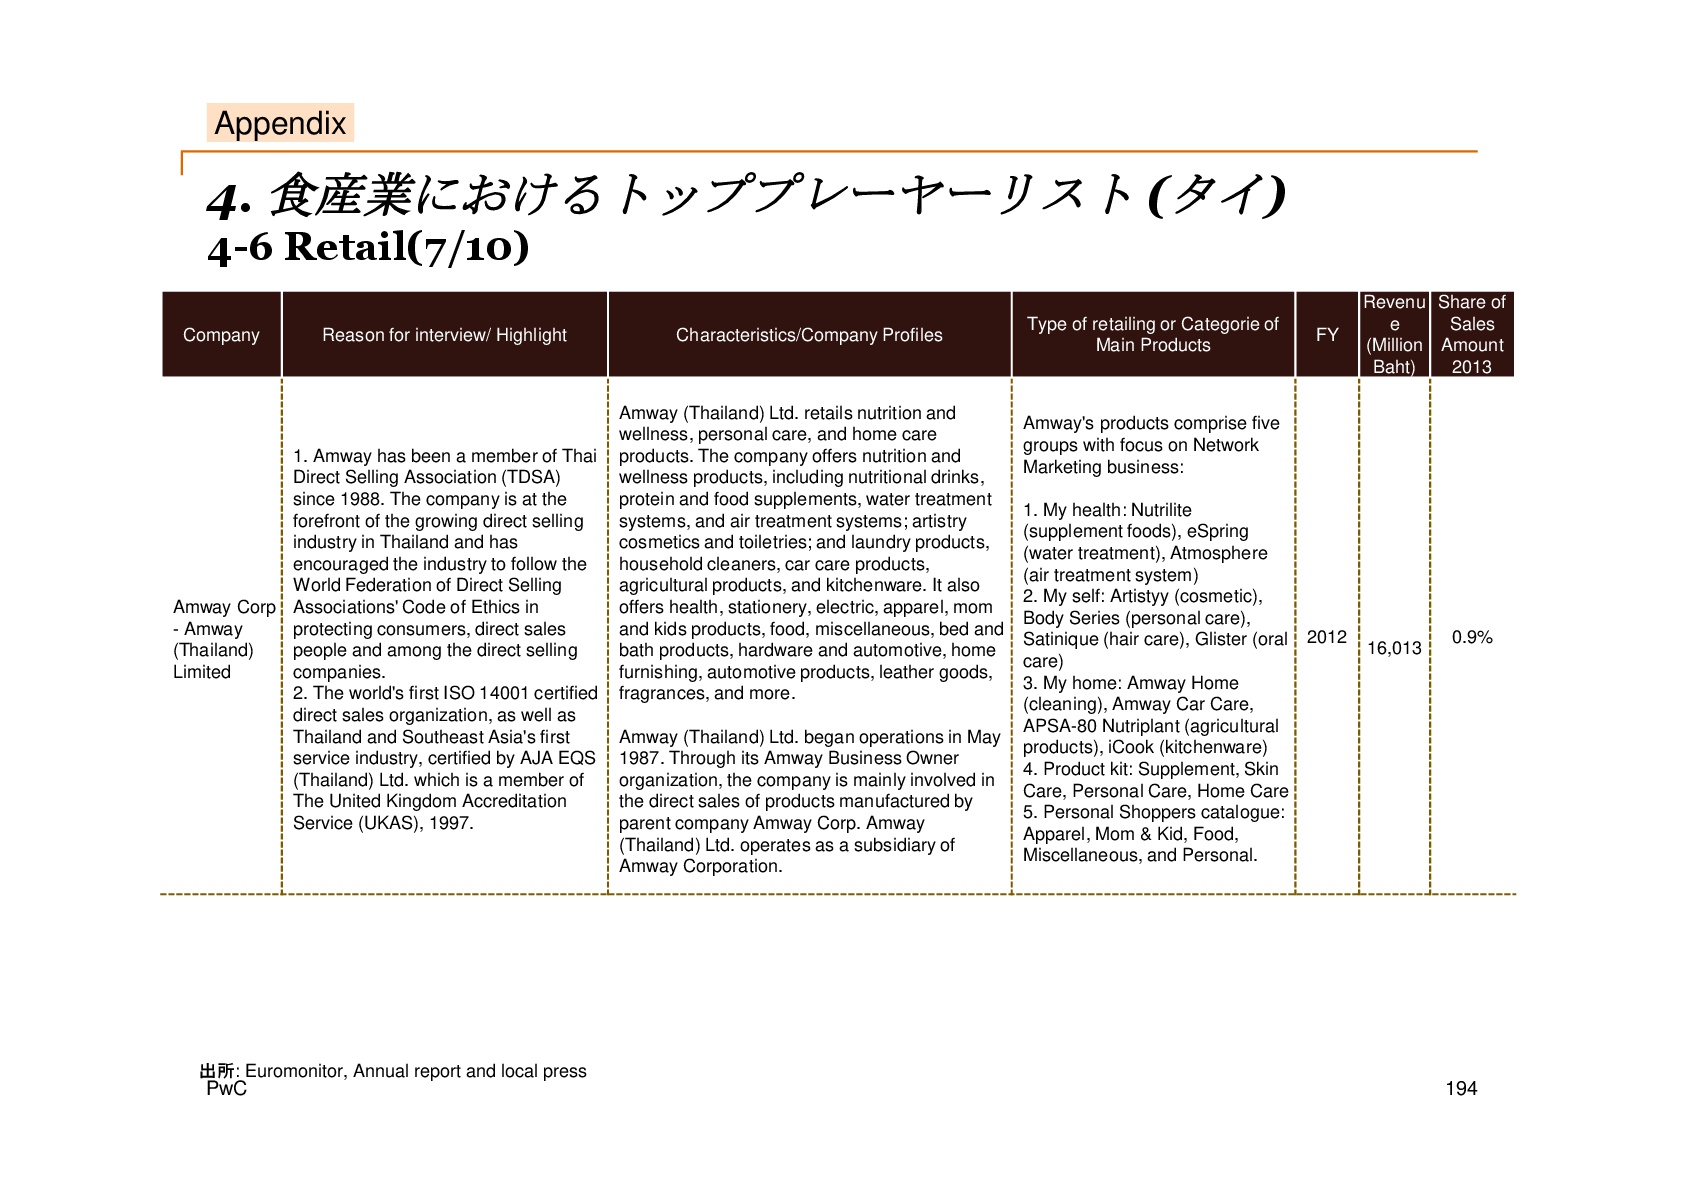 Appendix
4. 食産業におけるトッププレーヤーリスト (タイ)
4-6 Retail(7/10)
Company
Reason for interview/ Highlight
Characteristics/Company Profiles
Type of retailing or Categorie of
Main Products
FY
Revenu
e
(Million
Baht)
Share of
Sales
Amount
2013
Amway Corp
- Amway
(Thailand)
Limited
1. Amway has been a member of Thai
Direct Selling Association (TDSA)
since 1988. The company is at the
forefront of the growing direct selling
industry in Thailand and has
encouraged the industry to follow the
World Federation of Direct Selling
Associations' Code of Ethics in
protecting consumers, direct sales
people and among the direct selling
companies.
2. The world's first ISO 14001 certified
direct sales organization, as well as
Thailand and Southeast Asia's first
service industry, certified by AJA EQS
(Thailand) Ltd. which is a member of
The United Kingdom Accreditation
Service (UKAS), 1997.
Amway (Thailand) Ltd. retails nutrition and
wellness, personal care, and home care
products. The company offers nutrition and
wellness products, including nutritional drinks,
protein and food supplements, water treatment
systems, and air treatment systems; artistry
cosmetics and toiletries; and laundry products,
household cleaners, car care products,
agricultural products, and kitchenware. It also
offers health, stationery, electric, apparel, mom
and kids products, food, miscellaneous, bed and
bath products, hardware and automotive, home
furnishing, automotive products, leather goods,
fragrances, and more.
Amway (Thailand) Ltd. began operations in May
1987. Through its Amway Business Owner
organization, the company is mainly involved in
the direct sales of products manufactured by
parent company Amway Corp. Amway
(Thailand) Ltd. operates as a subsidiary of
Amway Corporation.
Amway's products comprise five
groups with focus on Network
Marketing business:
1. My health: Nutrilite
(supplement foods), eSpring
(water treatment), Atmosphere
(air treatment system)
2. My self: Artistyy (cosmetic),
Body Series (personal care),
Satinique (hair care), Glister (oral
care)
3. My home: Amway Home
(cleaning), Amway Car Care,
APSA-80 Nutriplant (agricultural
products), iCook (kitchenware)
4. Product kit: Supplement, Skin
Care, Personal Care, Home Care
5. Personal Shoppers catalogue:
Apparel, Mom & Kid, Food,
Miscellaneous, and Personal.
2012
16,013
0.9%
出所: Euromonitor, Annual report and local press
PwC
194